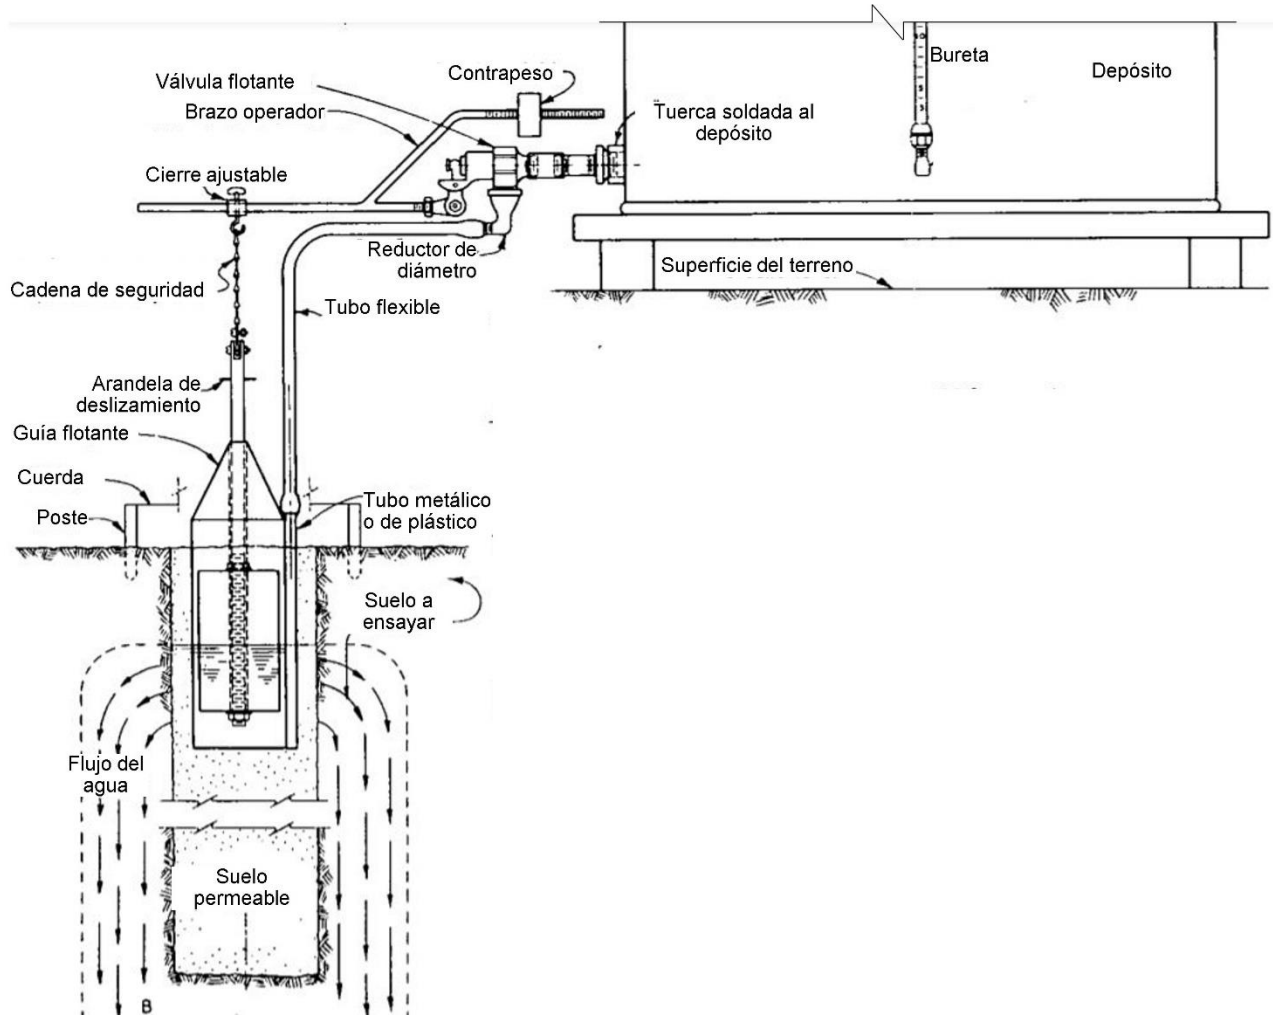 Bureta
Depósito
Contrapeso
Válvula flotante
Brazo operador
Tuerca soldada al
depósito
Cierre ajustable
Reductor de
diámetro
Superficie del terreno
Cadena de seguridad
Tubo flexible
Arandela de
deslizamiento
Guía flotante
Cuerda
Poste
Tubo metálico
o de plástico
Suelo a
ensayar
Flujo del
agua
Suelo
permeable
B